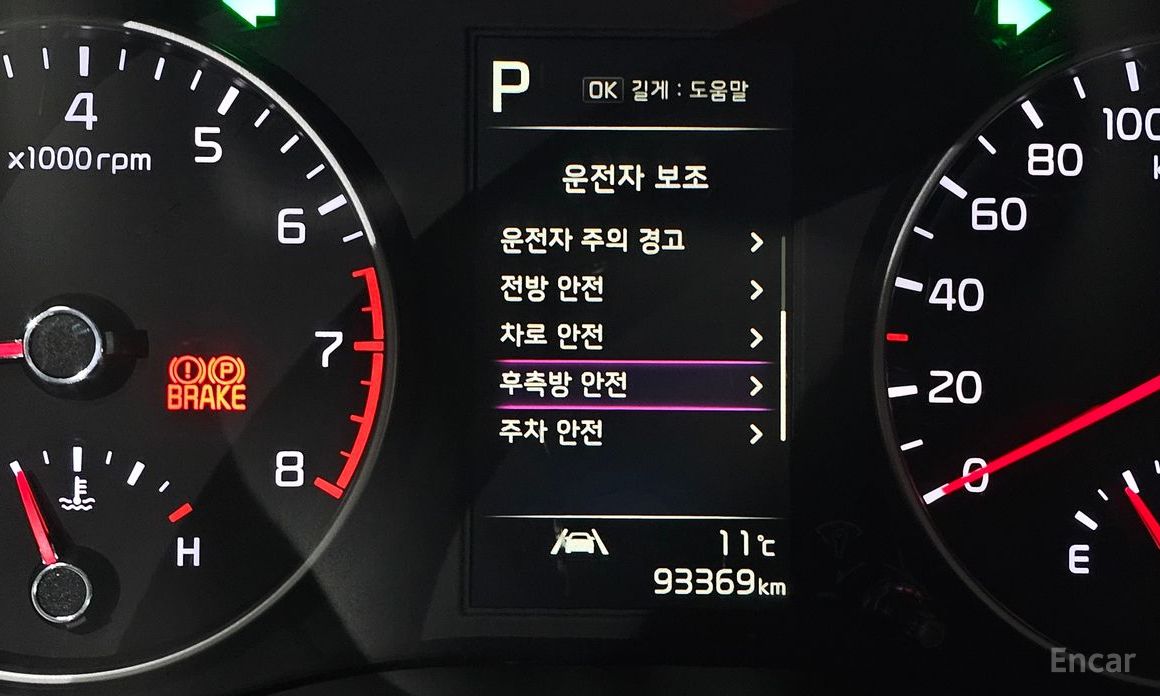 4
5
6
7
8
x1000rpm
BRAKE
H
P
OK 길게 : 도움말
운전자 보조
운전자 주의 경고
전방 안전
차로 안전
후측방 안전
주차 안전
11℃
93369km
100
80
60
40
20
0
E
Encar